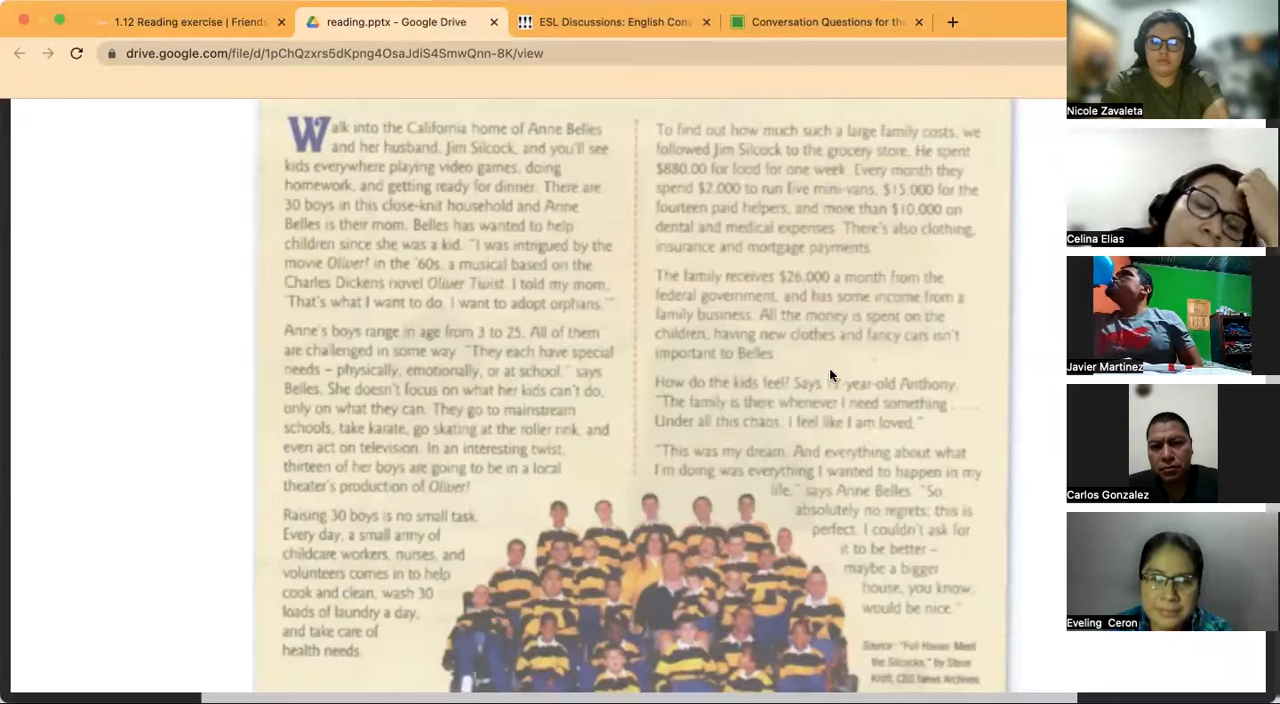 1.12 Reading exercise | Friends
reading.pptx - Google Drive
ESL Discussions: English Con
Conversation Questions for the
drive.google.com/file/d/1pChQzxrs5dKpng4OsaJdiS4SmwQnn-8K/view
Walk into the California home of Anne Belles
and her husband, Jim Silcock, and you'll see
kids everywhere playing video games, doing
homework, and getting ready for dinner. There are
30 boys in this close-knit household and Anne
Belles is their mom. Belles has wanted to help
children since she was a kid. "I was intrigued by the
movie Oliver! in the '60s, a musical based on the
Charles Dickens novel Oliver Twist. I told my mom,
'That's what I want to do. I want to adopt orphans.'"
Anne's boys range in age from 3 to 25. All of them
are challenged in some way. "They each have special
needs – physically, emotionally, or at school," says
Belles. She doesn't focus on what her kids can't do,
only on what they can. They go to mainstream
schools, take karate, go skating at the roller rink, and
even act on television. In an interesting twist,
thirteen of her boys are going to be in a local
theater's production of Oliver!
Raising 30 boys is no small task.
Every day, a small army of
childcare workers, nurses, and
volunteers comes in to help
cook and clean, wash 30
loads of laundry a day,
and take care of
health needs.
To find out how much such a large family costs, we
followed Jim Silcock to the grocery store. He spent
$880.00 for food for one week. Every month they
spend $2,000 to run five mini-vans, $15,000 for the
fourteen paid helpers, and more than $10,000 on
dental and medical expenses. There's also clothing,
insurance and mortgage payments.
The family receives $26,000 a month from the
federal government, and has some income from a
family business. All the money is spent on the
children, having new clothes and fancy cars isn't
important to Belles.
How do the kids feel? Says year-old Anthony,
"The family is there whenever I need something . . . .
Under all this chaos, I feel like I am loved."
"This was my dream. And everything about what
I'm doing was everything I wanted to happen in my
life," says Anne Belles. "So,
absolutely no regrets; this is
perfect. I couldn't ask for
it to be better –
maybe a bigger
house, you know,
would be nice."
Source: "Full House: Meet
the Silcocks," by Steve
Kroft, CBS News Archives.
Nicole Zavaleta
Celina Elias
Javier Martinez
Carlos Gonzalez
Eveling Ceron